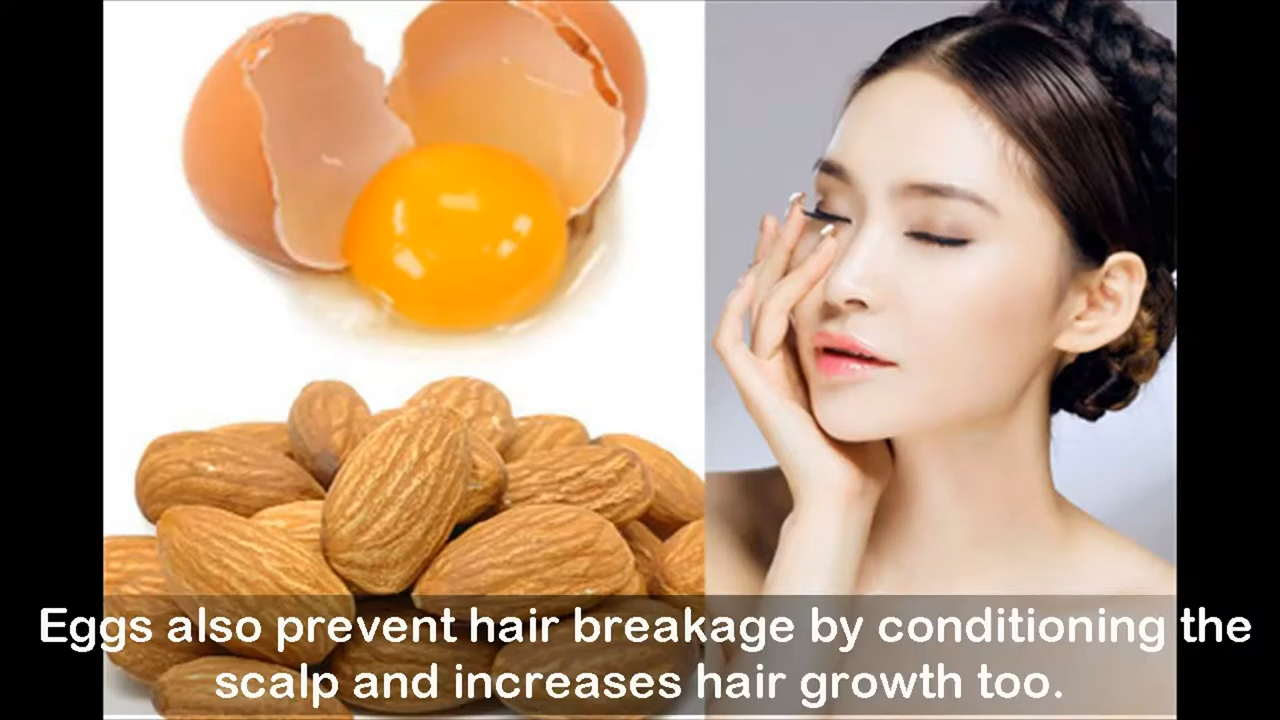 Eggs also prevent hair breakage by conditioning the
scalp and increases hair growth too.